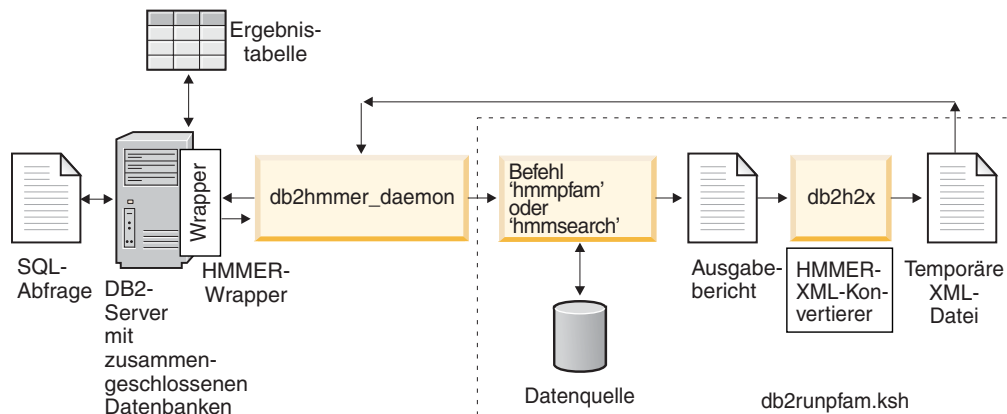 Ergebnis-
tabelle
SQL-
Abfrage
DB2-
Server
mit
zusammen-
geschlossenen
Datenbanken
Wrapper
HMMER-
Wrapper
db2hmmer_daemon
Befehl
‘hmmpfam’
oder
‘hmmsearch’
Datenquelle
Ausgabe-
bericht
db2h2x
HMMER-
XML-Kon-
vertierer
Temporäre
XML-
Datei
db2runpfam.ksh